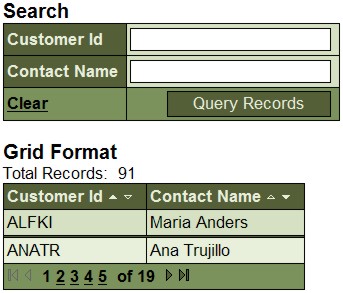 Search
Customer Id
Contact Name
Clear Query Records
Grid Format
Total Records: 91
Customer Id Contact Name
ALFKI Maria Anders
ANATR Ana Trujillo
1 2 3 4 5 of 19